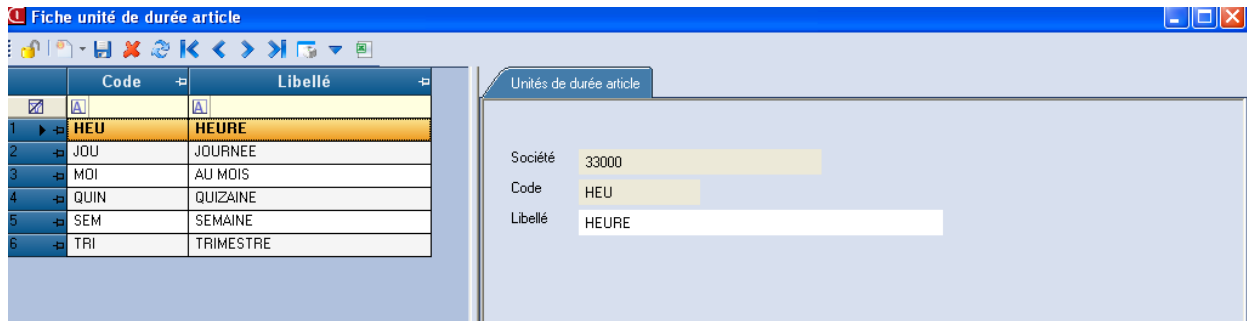 Fiche unité de durée article
Code Libellé
A A
1 HEU HEURE
2 JOU JOURNEE
3 MOI AU MOIS
4 QUIN QUIZAINE
5 SEM SEMAINE
6 TRI TRIMESTRE
Unités de durée article
Société 33000
Code HEU
Libellé HEURE